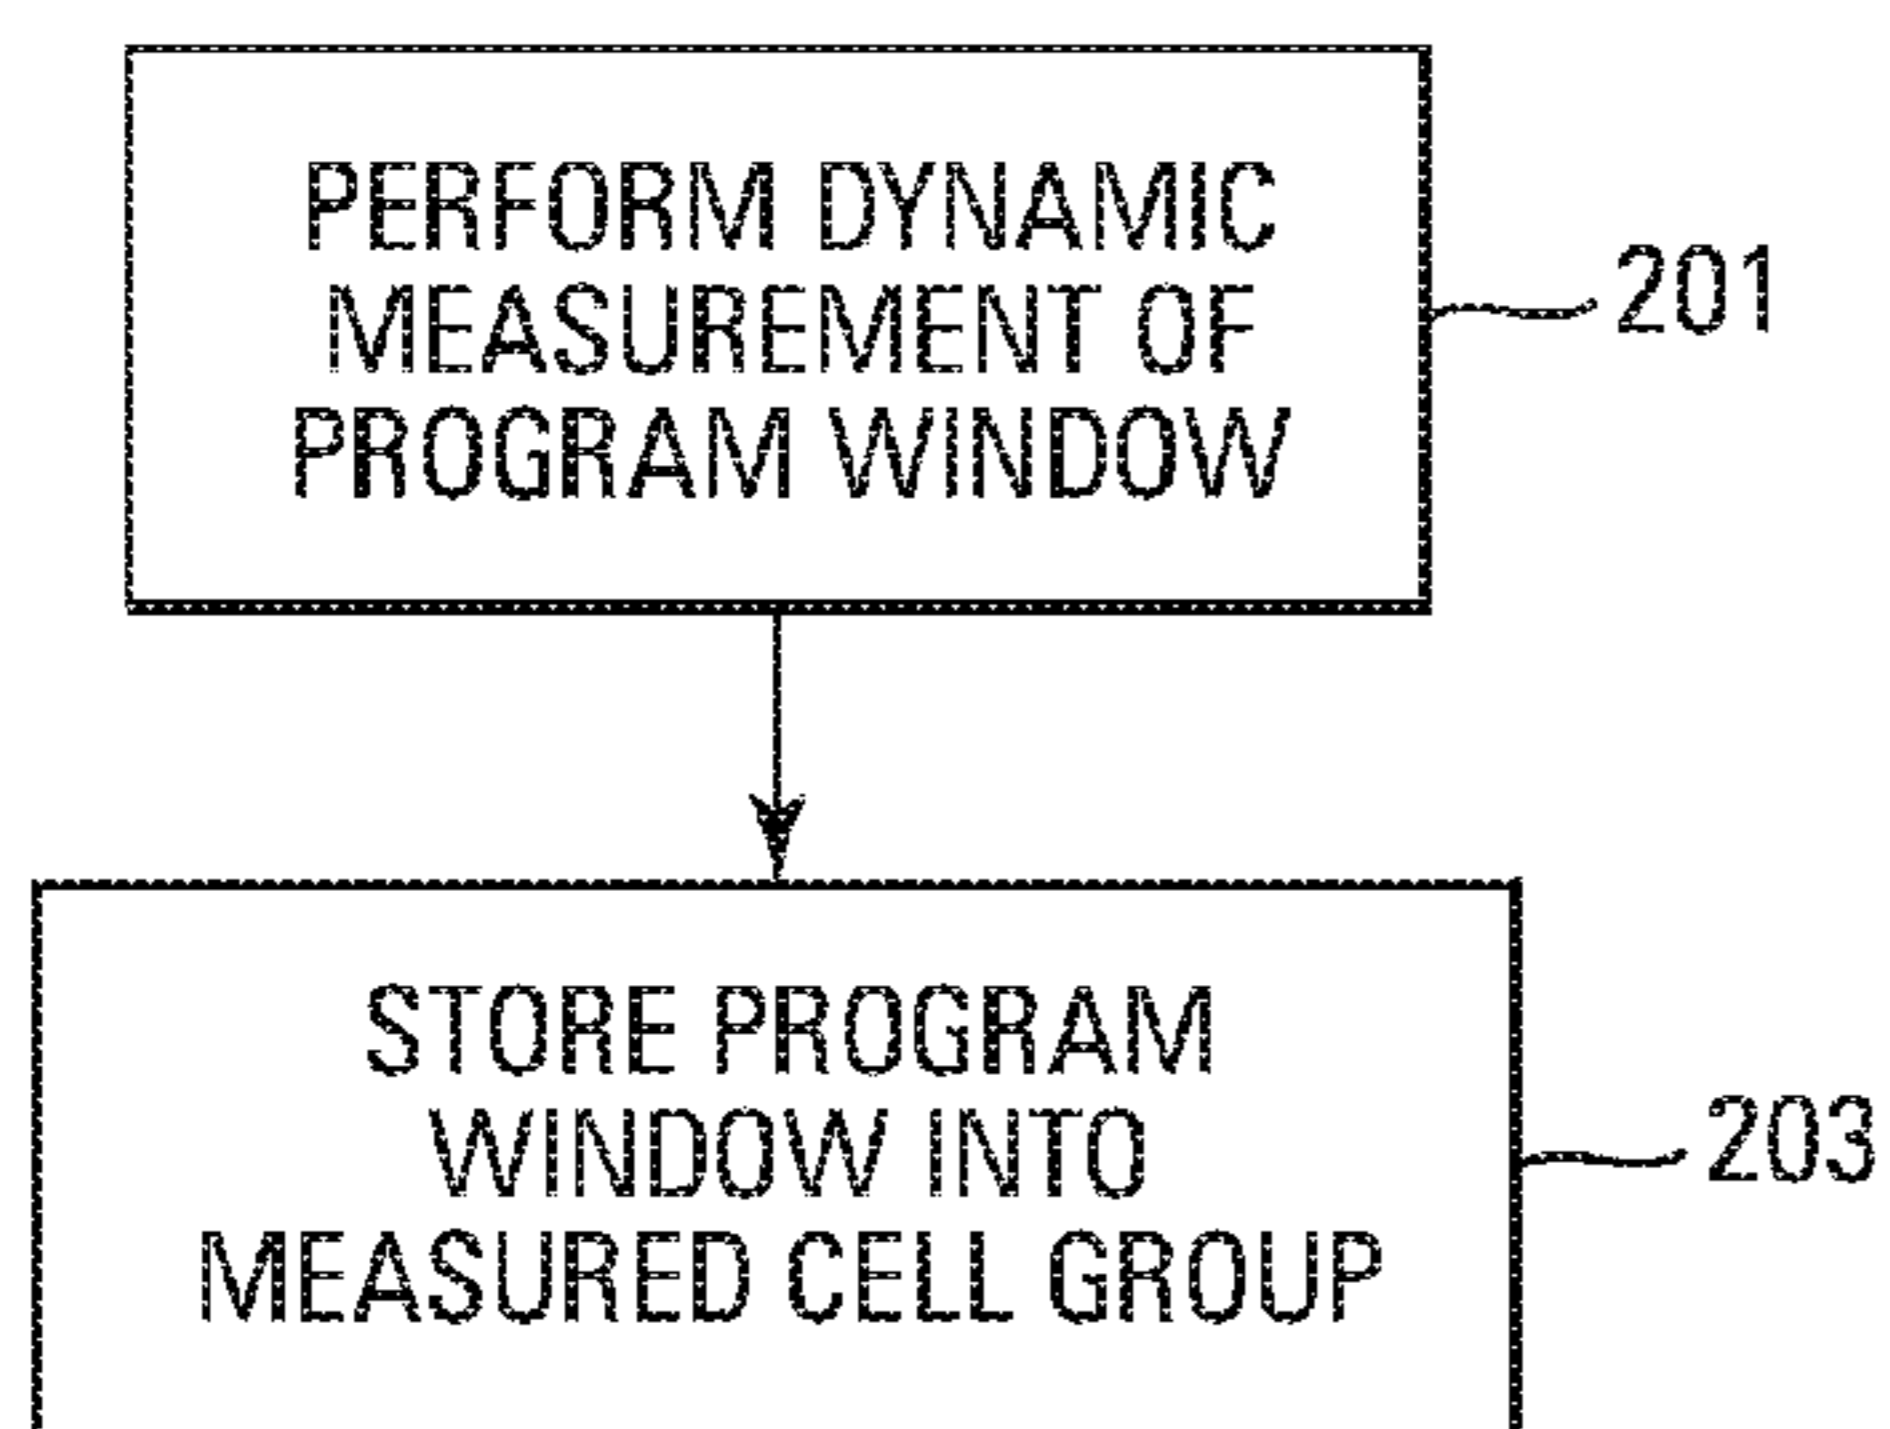 PERFORM DYNAMIC
MEASUREMENT OF
PROGRAM WINDOW
201
STORE PROGRAM
WINDOW INTO
MEASURED CELL GROUP
203